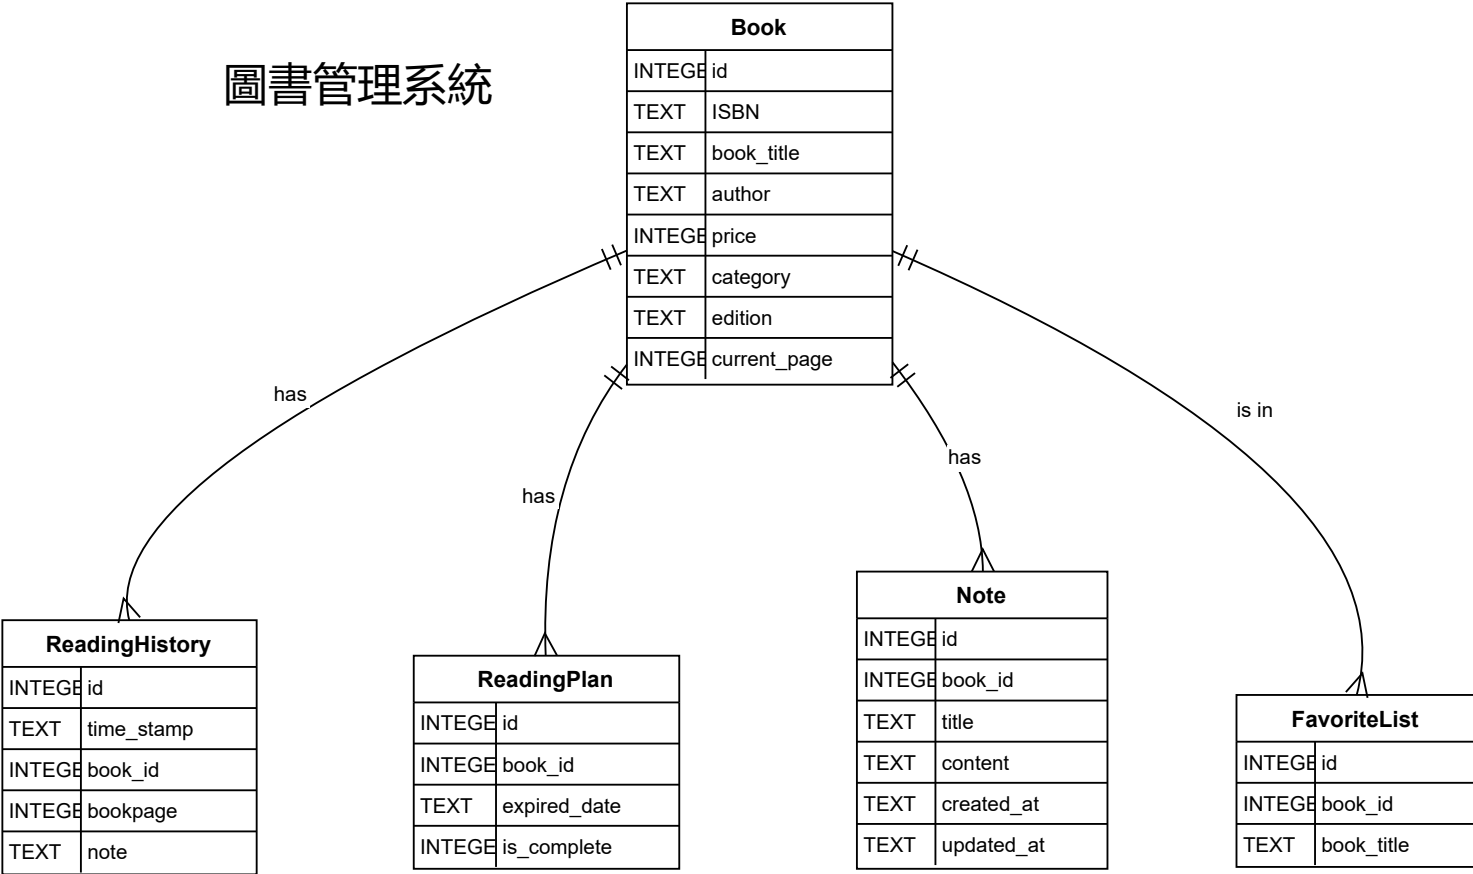 圖書管理系統
Book
INTEGE id
TEXT ISBN
TEXT book_title
TEXT author
INTEGE price
TEXT category
TEXT edition
INTEGE current_page
has
has
has
is in
ReadingHistory
INTEGE id
TEXT time_stamp
INTEGE book_id
INTEGE bookpage
TEXT note
ReadingPlan
INTEGE id
INTEGE book_id
TEXT expired_date
INTEGE is_complete
Note
INTEGE id
INTEGE book_id
TEXT title
TEXT content
TEXT created_at
TEXT updated_at
FavoriteList
INTEGE id
INTEGE book_id
TEXT book_title